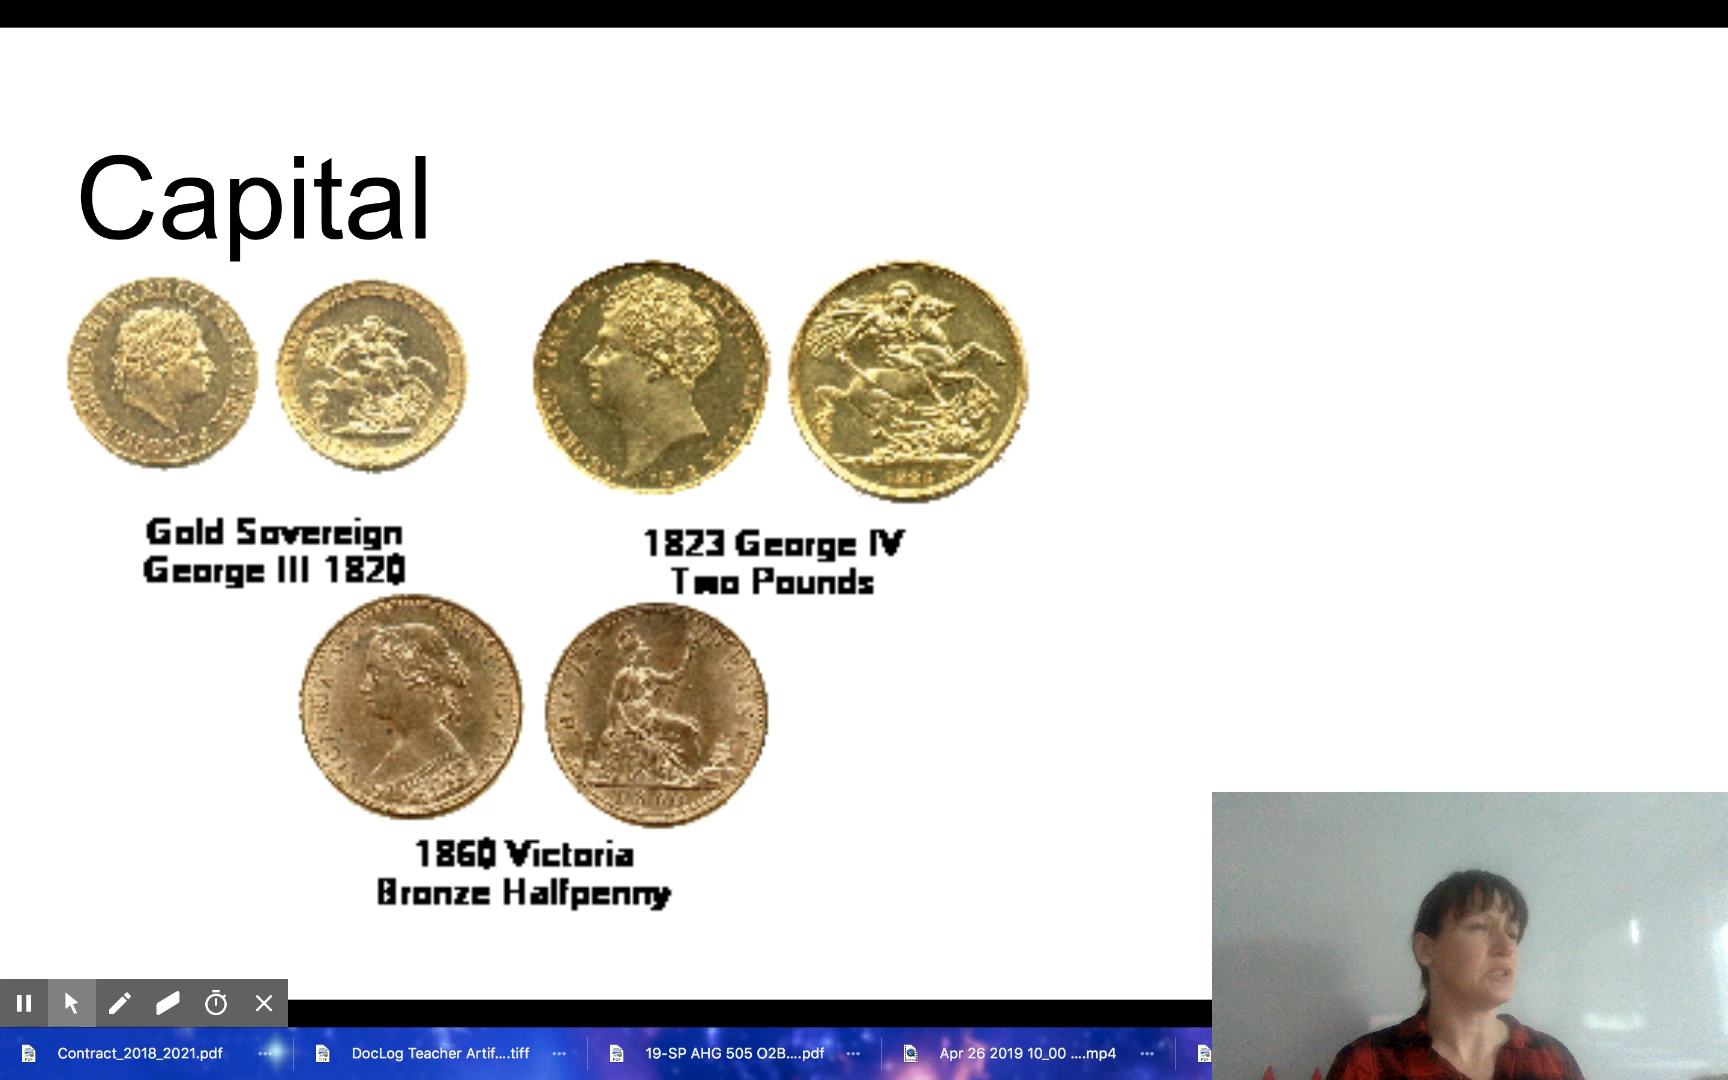 Capital
Gold Sovereign
George III 1820
1823 George IV
Two Pounds
1860 Victoria
Bronze Halfpenny
Contract_2018_2021.pdf
DocLog Teacher Artif....tiff
19-SP AHG 505 O2B....pdf
Apr 26 2019 10_00 ....mp4